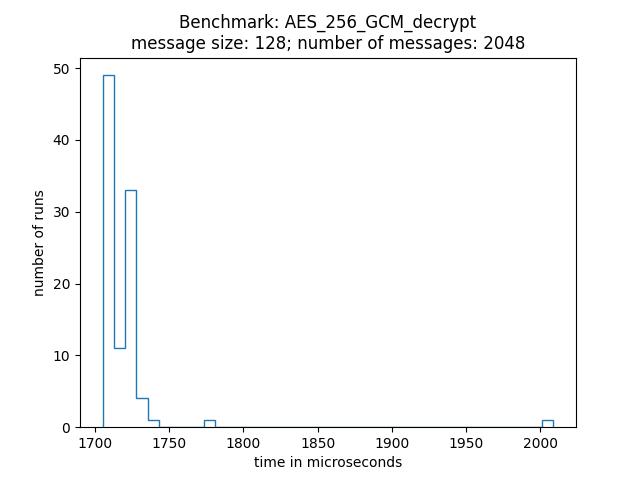 Benchmark: AES_256_GCM_decrypt
message size: 128; number of messages: 2048
50
40
30
20
10
0
number of runs
1700 1750 1800 1850 1900 1950 2000
time in microseconds